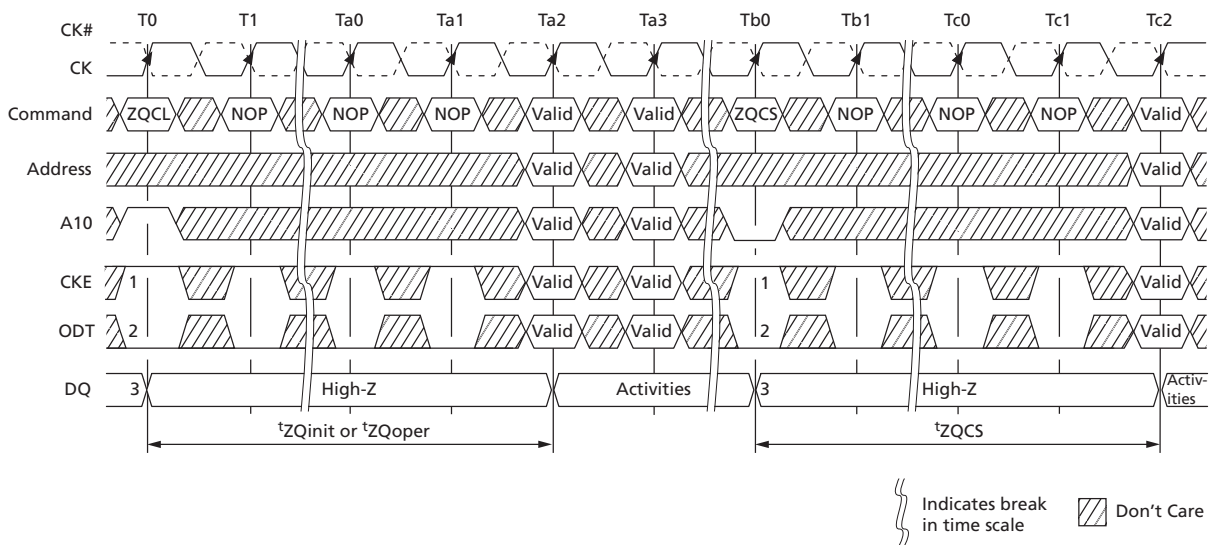 T0 T1 Ta0 Ta1 Ta2 Ta3 Tb0 Tb1 Tc0 Tc1 Tc2
CK#
CK
Command ZQCL NOP NOP NOP Valid Valid ZQCS NOP NOP NOP Valid
Address Valid Valid Valid
A10 Valid Valid Valid
CKE 1 Valid Valid 1 Valid
ODT 2 Valid Valid 2 Valid
DQ 3 High-Z Activities 3 High-Z Activ-
ities
tZQinit or tZQoper tZQCS
Indicates break
in time scale
Don't Care